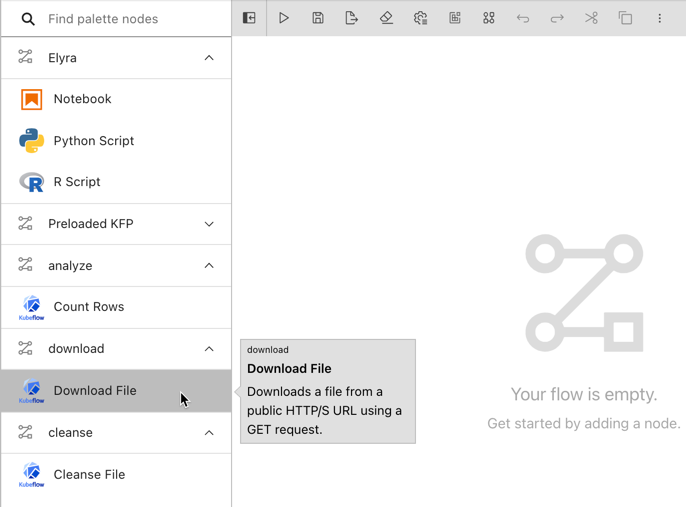 Find palette nodes
Elyra
Notebook
Python Script
R Script
Preloaded KFP
analyze
Kubeflow
Count Rows
download
Kubeflow
Download File
cleanse
Kubeflow
Cleanse File
download
Download File
Downloads a file from a
public HTTP/S URL using a
GET request.
Your flow is empty.
Get started by adding a node.